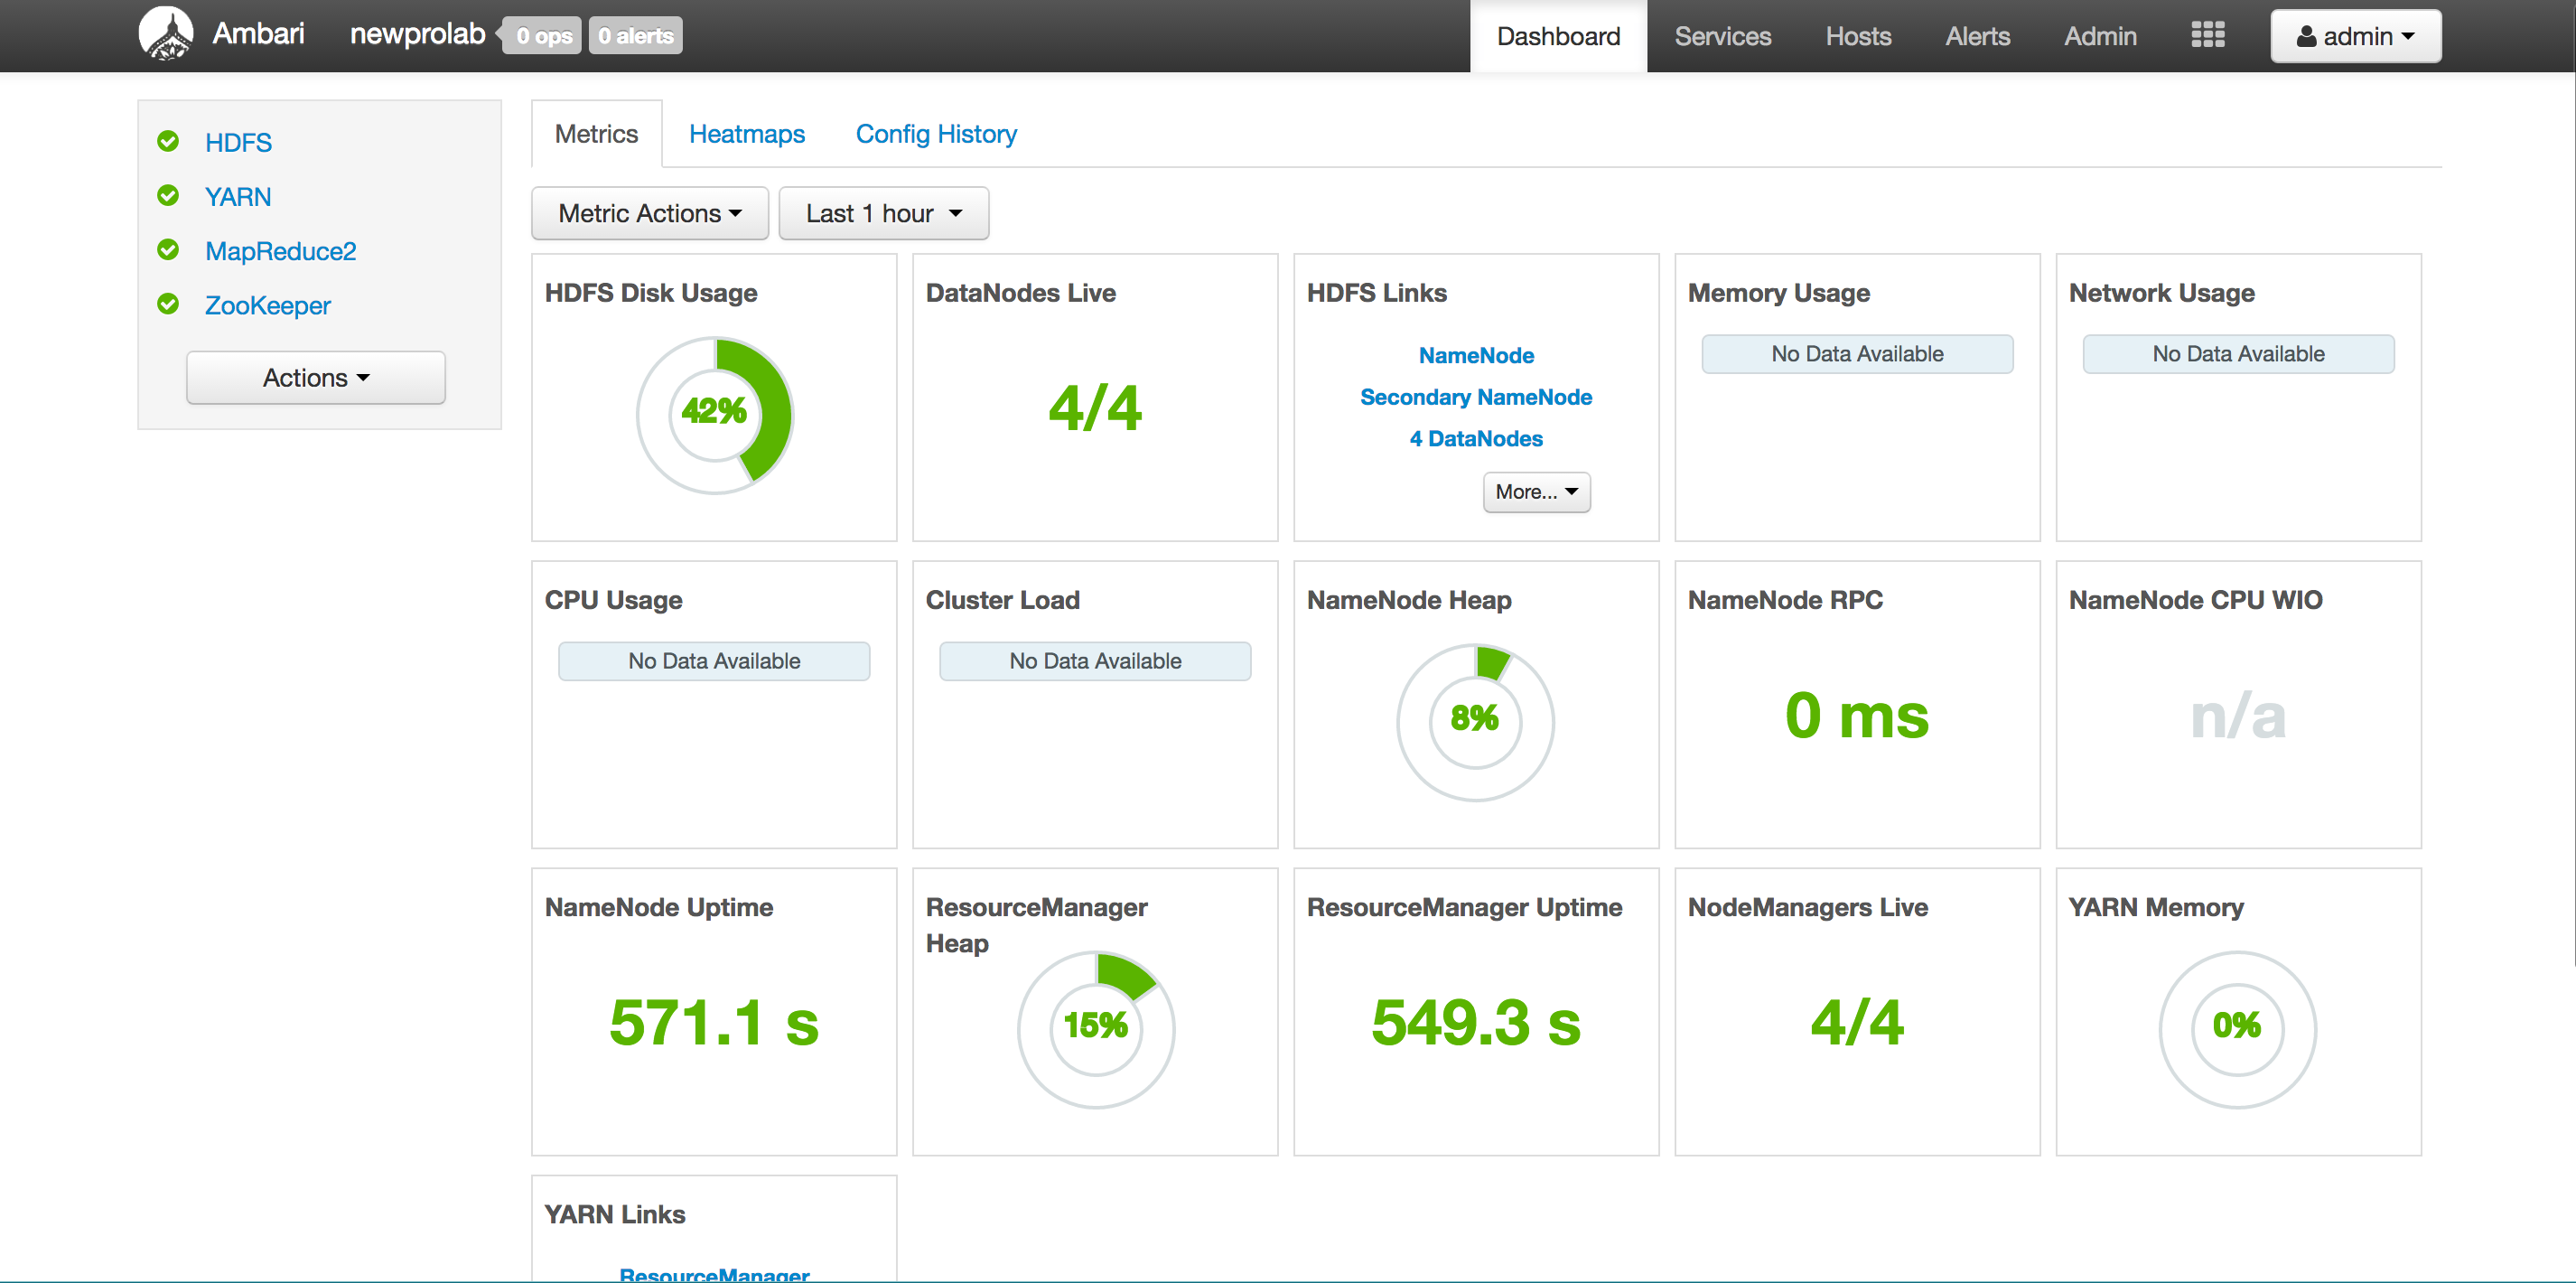 Ambari newprolab 0 ops 0 alerts Dashboard Services Hosts Alerts Admin admin
HDFS
YARN
MapReduce2
ZooKeeper
Actions
Metrics Heatmaps Config History
Metric Actions Last 1 hour
HDFS Disk Usage
42%
DataNodes Live
4/4
HDFS Links
NameNode
Secondary NameNode
4 DataNodes
More...
Memory Usage
No Data Available
Network Usage
No Data Available
CPU Usage
No Data Available
Cluster Load
No Data Available
NameNode Heap
8%
NameNode RPC
0 ms
NameNode CPU WIO
n/a
NameNode Uptime
571.1 s
ResourceManager
Heap
15%
ResourceManager Uptime
549.3 s
NodeManagers Live
4/4
YARN Memory
0%
YARN Links
ResourceManager